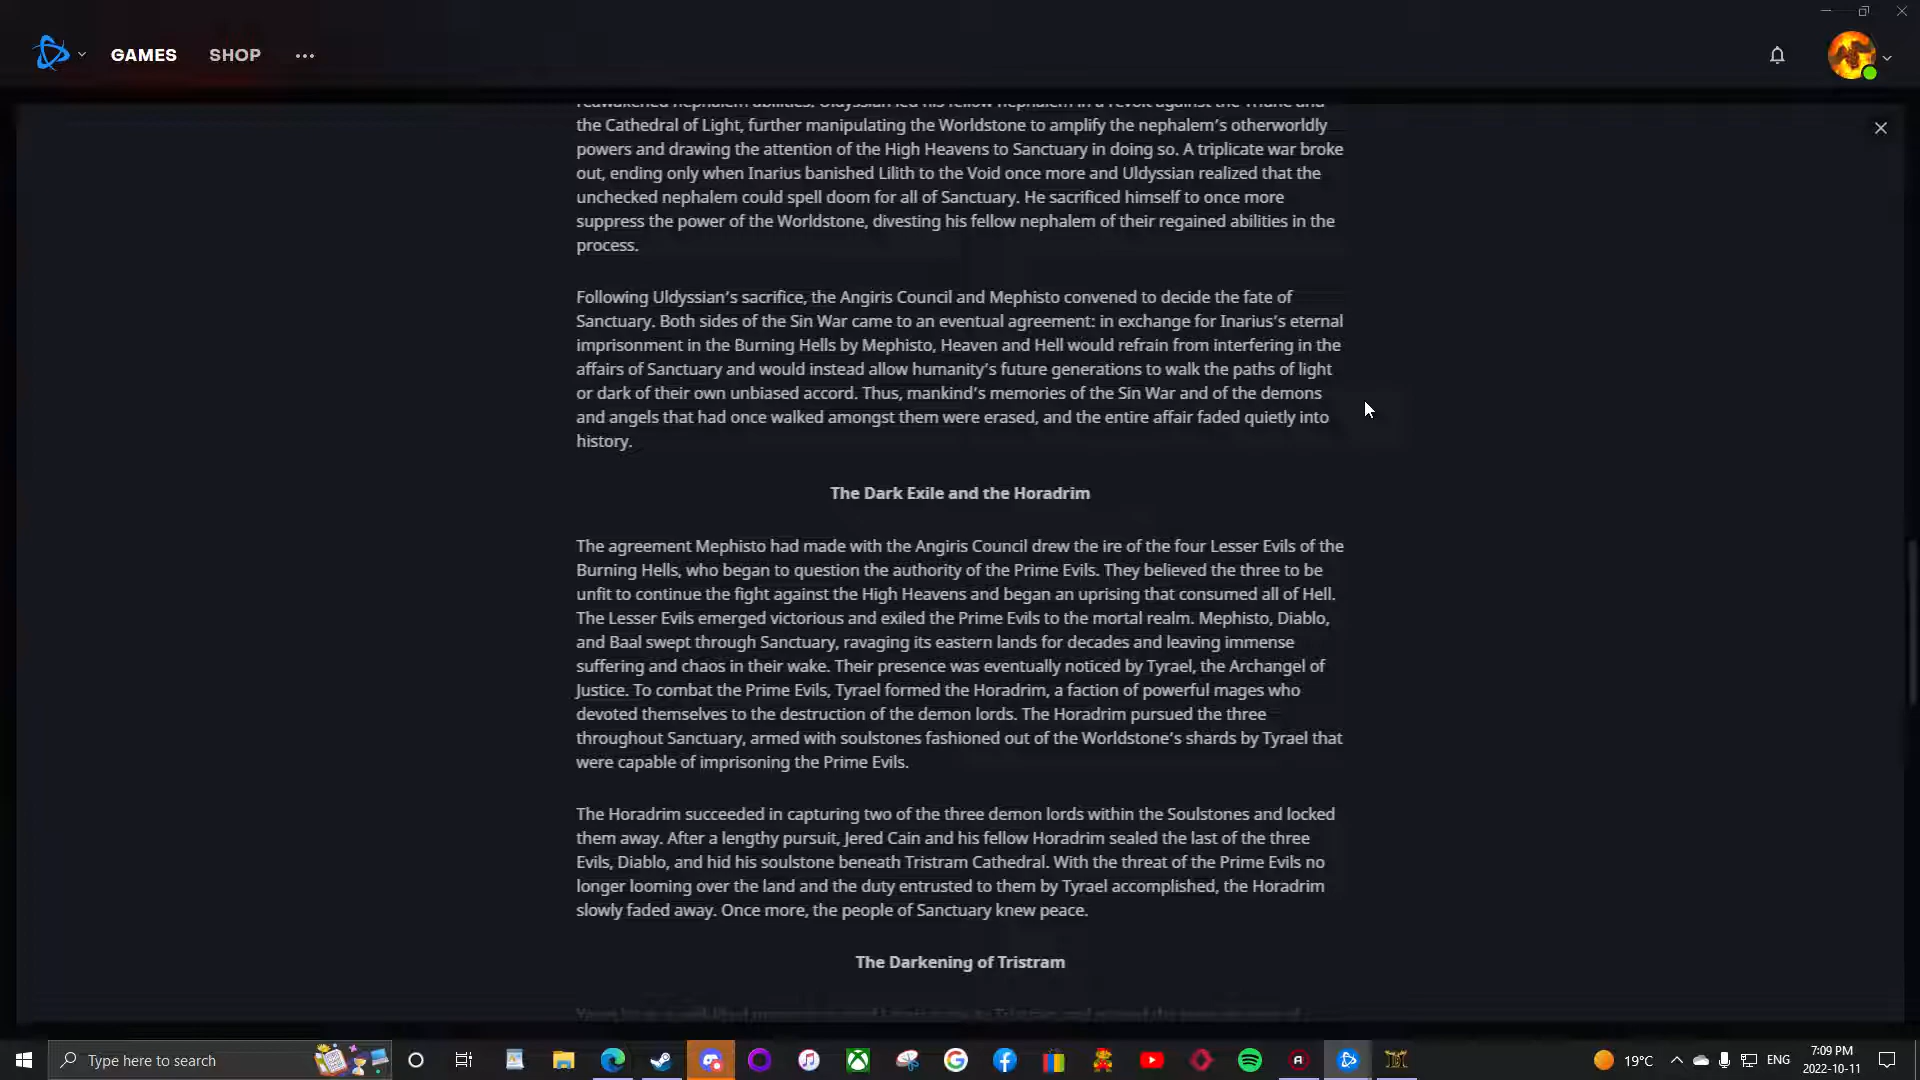 GAMES
SHOP
the Cathedral of Light, further manipulating the Worldstone to amplify the nephalem's otherworldly
powers and drawing the attention of the High Heavens to Sanctuary in doing so. A triplicate war broke
out, ending only when Inarius banished Lilith to the Void once more and Uldyssian realized that the
unchecked nephalem could spell doom for all of Sanctuary. He sacrificed himself to once more
suppress the power of the Worldstone, divesting his fellow nephalem of their regained abilities in the
process.
Following Uldyssian's sacrifice, the Angiris Council and Mephisto convened to decide the fate of
Sanctuary. Both sides of the Sin War came to an eventual agreement: in exchange for Inarius's eternal
imprisonment in the Burning Hells by Mephisto, Heaven and Hell would refrain from interfering in the
affairs of Sanctuary and would instead allow humanity's future generations to walk the paths of light
or dark of their own unbiased accord. Thus, mankind's memories of the Sin War and of the demons
and angels that had once walked amongst them were erased, and the entire affair faded quietly into
history.
The Dark Exile and the Horadrim
The agreement Mephisto had made with the Angiris Council drew the ire of the four Lesser Evils of the
Burning Hells, who began to question the authority of the Prime Evils. They believed the three to be
unfit to continue the fight against the High Heavens and began an uprising that consumed all of Hell.
The Lesser Evils emerged victorious and exiled the Prime Evils to the mortal realm. Mephisto, Diablo,
and Baal swept through Sanctuary, ravaging its eastern lands for decades and leaving immense
suffering and chaos in their wake. Their presence was eventually noticed by Tyrael, the Archangel of
Justice. To combat the Prime Evils, Tyrael formed the Horadrim, a faction of powerful mages who
devoted themselves to the destruction of the demon lords. The Horadrim pursued the three
throughout Sanctuary, armed with soulstones fashioned out of the Worldstone's shards by Tyrael that
were capable of imprisoning the Prime Evils.
The Horadrim succeeded in capturing two of the three demon lords within the Soulstones and locked
them away. After a lengthy pursuit, Jered Cain and his fellow Horadrim sealed the last of the three
Evils, Diablo, and hid his soulstone beneath Tristram Cathedral. With the threat of the Prime Evils no
longer looming over the land and the duty entrusted to them by Tyrael accomplished, the Horadrim
slowly faded away. Once more, the people of Sanctuary knew peace.
The Darkening of Tristram
Type here to search
19°C
ENG
7:09 PM
2022-10-11